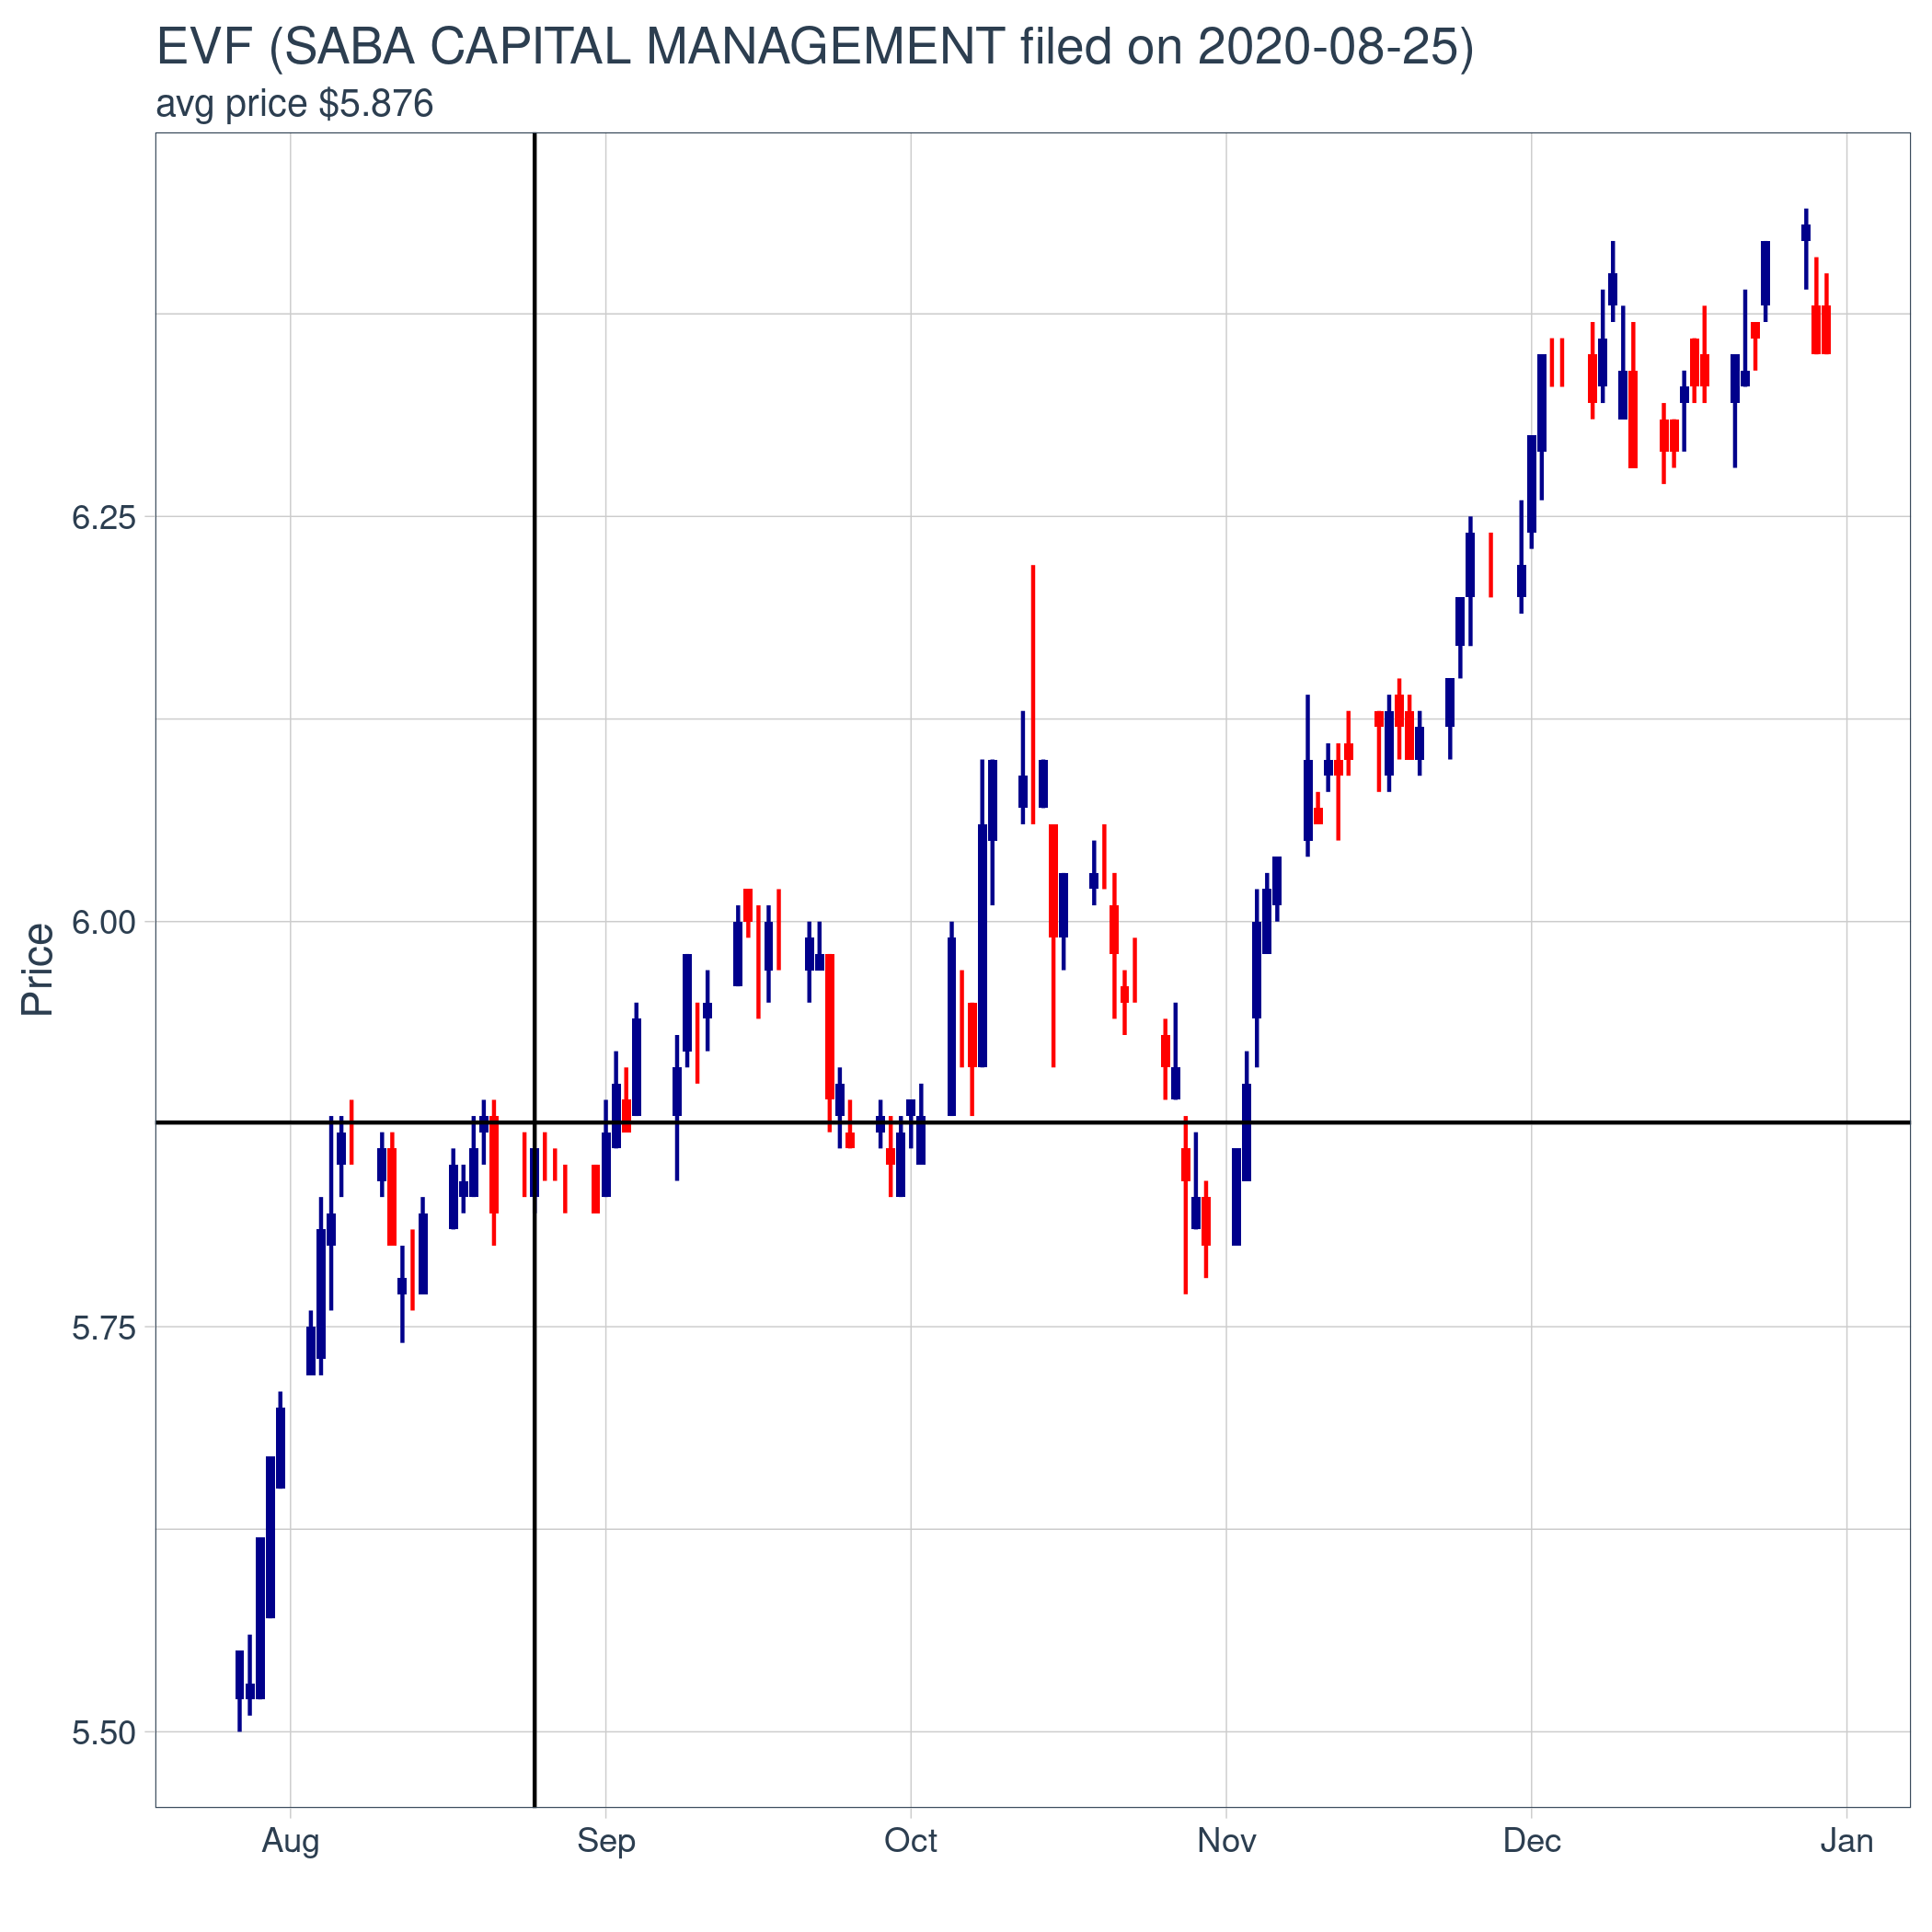 EVF (SABA CAPITAL MANAGEMENT filed on 2020-08-25)
avg price $5.876
Price
6.25
6.00
5.75
5.50
Aug Sep Oct Nov Dec Jan